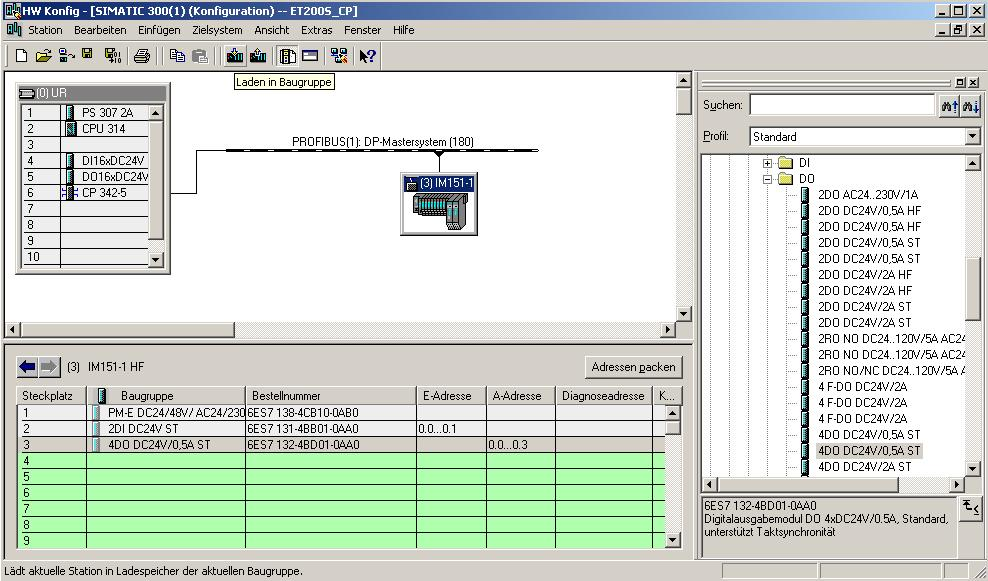 HW Konfig - [SIMATIC 300(1) (Konfiguration) -- ET200S_CP]
Station Bearbeiten Einfügen Zielsystem Ansicht Extras Fenster Hilfe
Laden in Baugruppe
(0) UR
1 PS 307 2A
2 CPU 314
3
4 DI16xDC24V
5 DO16xDC24V
6 CP 342-5
7
8
9
10
PROFIBUS(1): DP-Mastersystem (180)
(3) IM151-1
Suchen:
Profil: Standard
DI
DO
2DO AC24..230V/1A
2DO DC24V/0,5A HF
2DO DC24V/0,5A HF
2DO DC24V/0,5A ST
2DO DC24V/0,5A ST
2DO DC24V/2A HF
2DO DC24V/2A HF
2DO DC24V/2A ST
2DO DC24V/2A ST
2RO NO DC24..120V/5A AC24
2RO NO DC24..120V/5A AC24
2RO NO/NC DC24..120V/5A A
4 F-DO DC24V/2A
4 F-DO DC24V/2A
4 F-DO DC24V/2A
4DO DC24V/0,5A ST
4DO DC24V/0,5A ST
4DO DC24V/2A ST
6ES7 132-4BD01-0AA0
Digitalausgabemodul DO 4xDC24V/0.5A, Standard,
unterstützt Taktsynchronität
(3) IM151-1 HF
Adressen packen
Steckplatz Baugruppe Bestellnummer E-Adresse A-Adresse Diagnoseadresse K...
1 PM-E DC24/48V/ AC24/230 6ES7 138-4CB10-0AB0
2 2DI DC24V ST 6ES7 131-4BB01-0AA0 0.0...0.1
3 4DO DC24V/0,5A ST 6ES7 132-4BD01-0AA0 0.0...0.3
4
5
6
7
8
9
Lädt aktuelle Station in Ladespeicher der aktuellen Baugruppe.